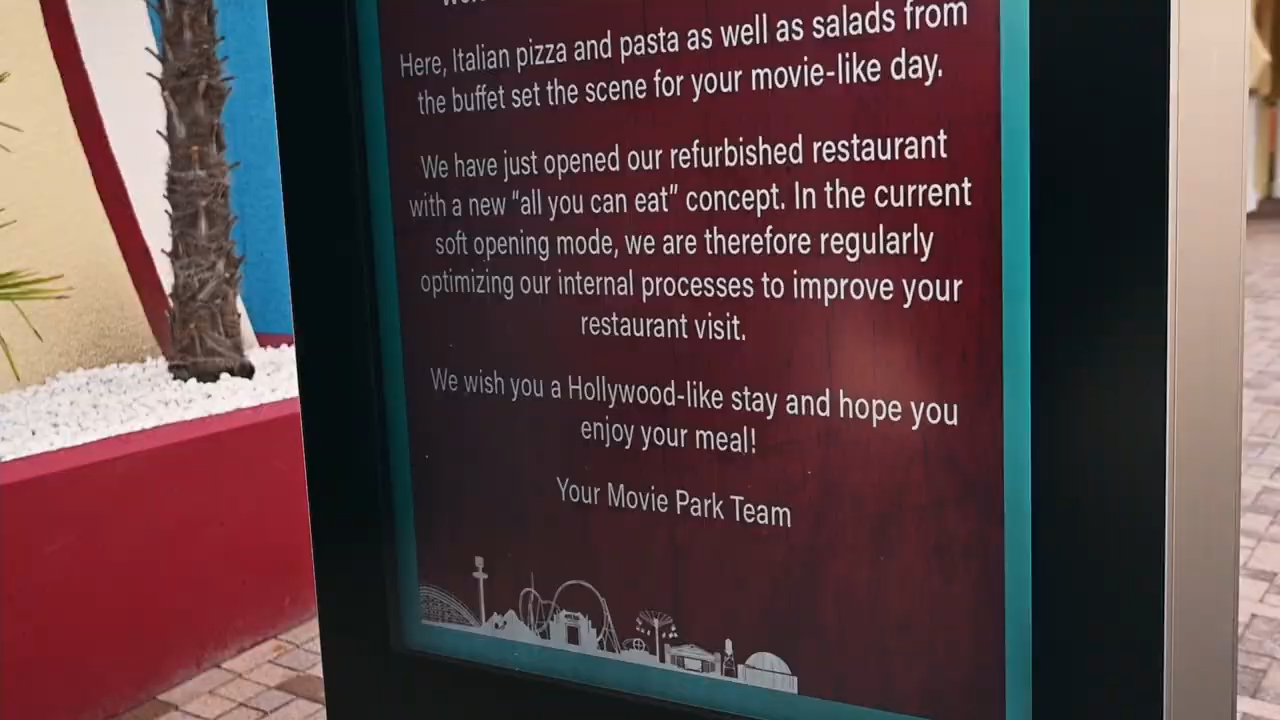 Here, Italian pizza and pasta as well as salads from
the buffet set the scene for your movie-like day.
We have just opened our refurbished restaurant
with a new “all you can eat” concept. In the current
soft opening mode, we are therefore regularly
optimizing our internal processes to improve your
restaurant visit.
We wish you a Hollywood-like stay and hope you
enjoy your meal!
Your Movie Park Team